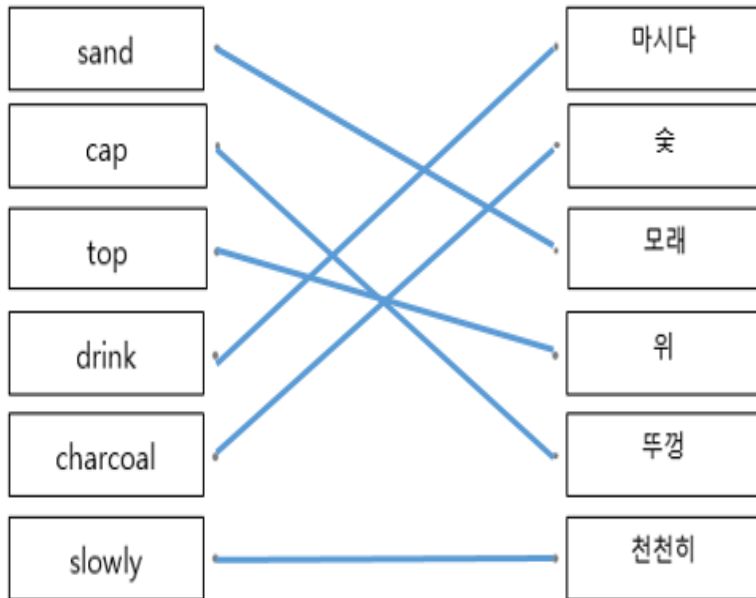 sand
마시다
cap
숯
top
모래
drink
위
charcoal
뚜껑
slowly
천천히